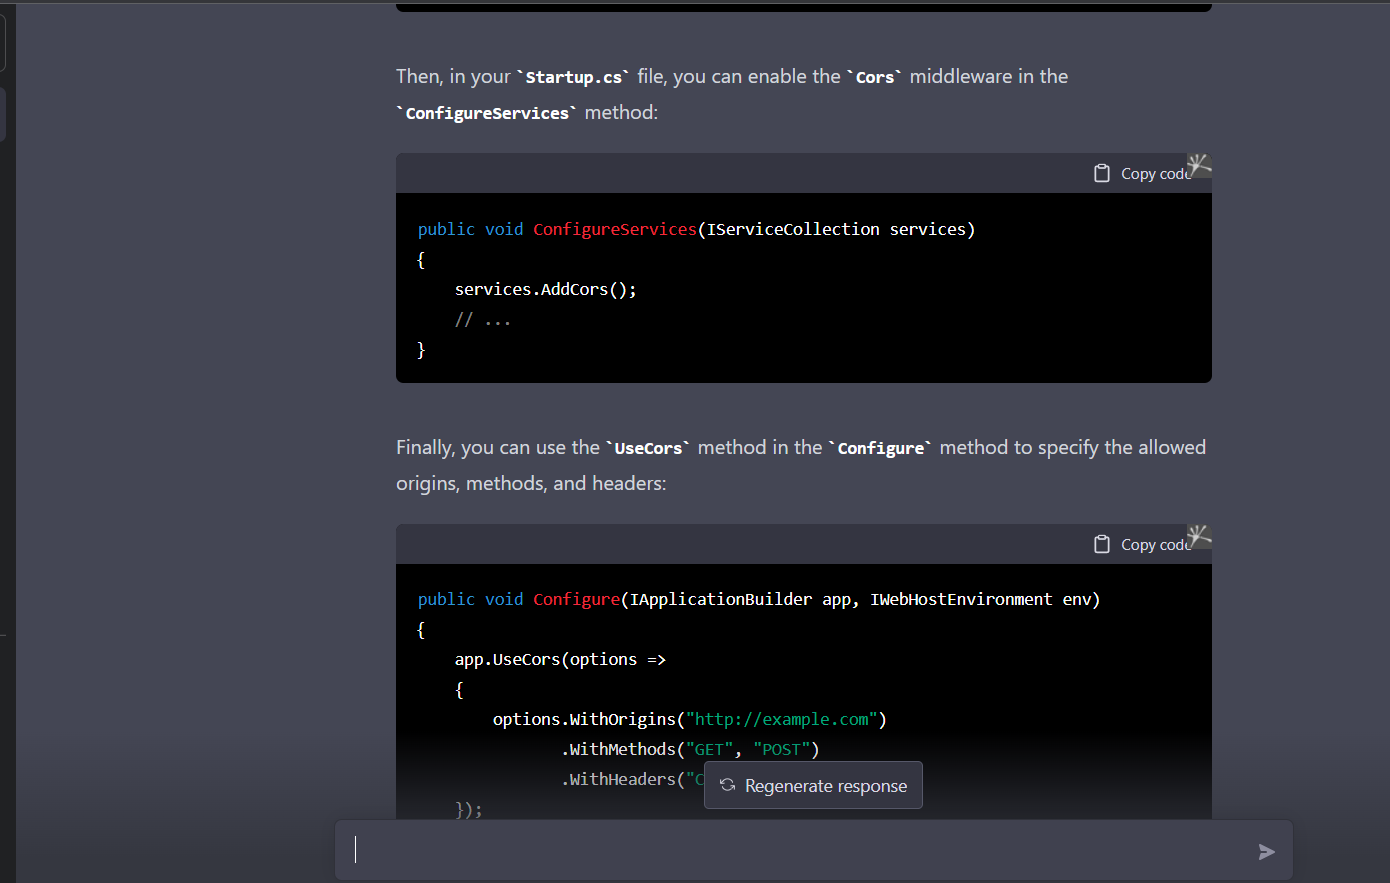 Then, in your `Startup.cs` file, you can enable the `Cors` middleware in the
`ConfigureServices` method:
Copy code
public void ConfigureServices(IServiceCollection services)
{
    services.AddCors();
    // ...
}
Finally, you can use the `UseCors` method in the `Configure` method to specify the allowed
origins, methods, and headers:
Copy code
public void Configure(IApplicationBuilder app, IWebHostEnvironment env)
{
    app.UseCors(options =>
    {
        options.WithOrigins("http://example.com")
               .WithMethods("GET", "POST")
               .WithHeaders("C
    });
Regenerate response